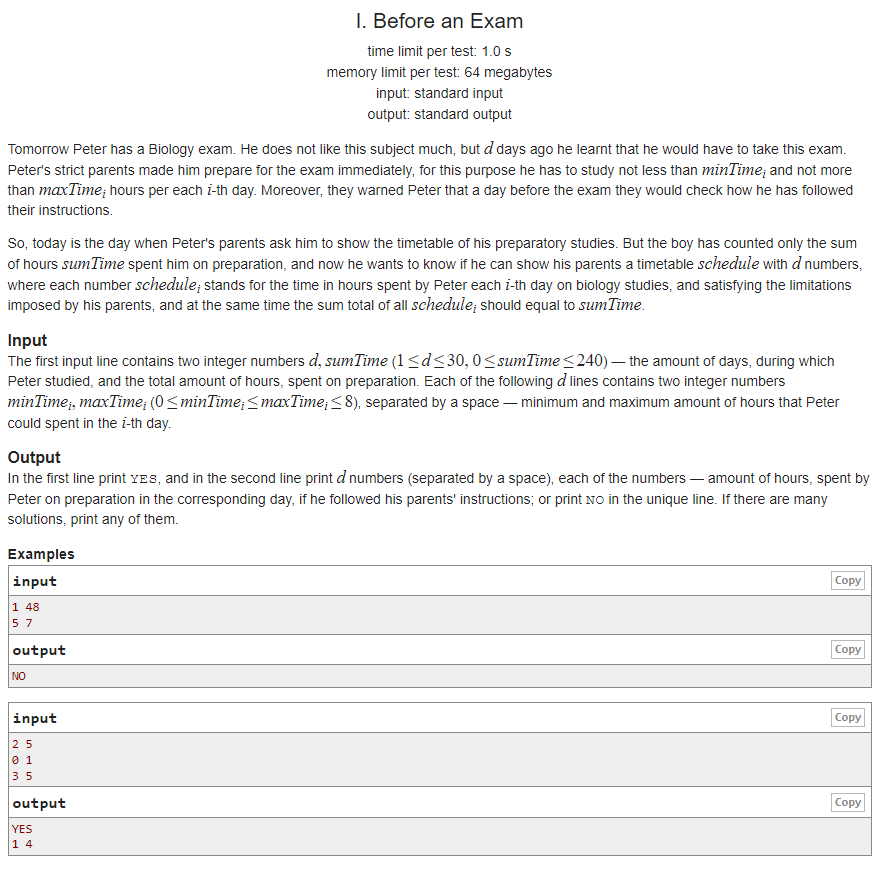 I. Before an Exam
time limit per test: 1.0 s
memory limit per test: 64 megabytes
input: standard input
output: standard output
Tomorrow Peter has a Biology exam. He does not like this subject much, but d days ago he learnt that he would have to take this exam.
Peter's strict parents made him prepare for the exam immediately, for this purpose he has to study not less than minTimeᵢ and not more
than maxTimeᵢ hours per each i-th day. Moreover, they warned Peter that a day before the exam they would check how he has followed
their instructions.
So, today is the day when Peter's parents ask him to show the timetable of his preparatory studies. But the boy has counted only the sum
of hours sumTime spent him on preparation, and now he wants to know if he can show his parents a timetable schedule with d numbers,
where each number scheduleᵢ stands for the time in hours spent by Peter each i-th day on biology studies, and satisfying the limitations
imposed by his parents, and at the same time the sum total of all scheduleᵢ should equal to sumTime.
Input
The first input line contains two integer numbers d, sumTime (1 ≤ d ≤ 30, 0 ≤ sumTime ≤ 240) — the amount of days, during which
Peter studied, and the total amount of hours, spent on preparation. Each of the following d lines contains two integer numbers
minTimeᵢ, maxTimeᵢ (0 ≤ minTimeᵢ ≤ maxTimeᵢ ≤ 8), separated by a space — minimum and maximum amount of hours that Peter
could spent in the i-th day.
Output
In the first line print YES, and in the second line print d numbers (separated by a space), each of the numbers — amount of hours, spent by
Peter on preparation in the corresponding day, if he followed his parents' instructions; or print NO in the unique line. If there are many
solutions, print any of them.
Examples
input Copy
1 48
5 7
output Copy
NO
input Copy
2 5
0 1
3 5
output Copy
YES
1 4